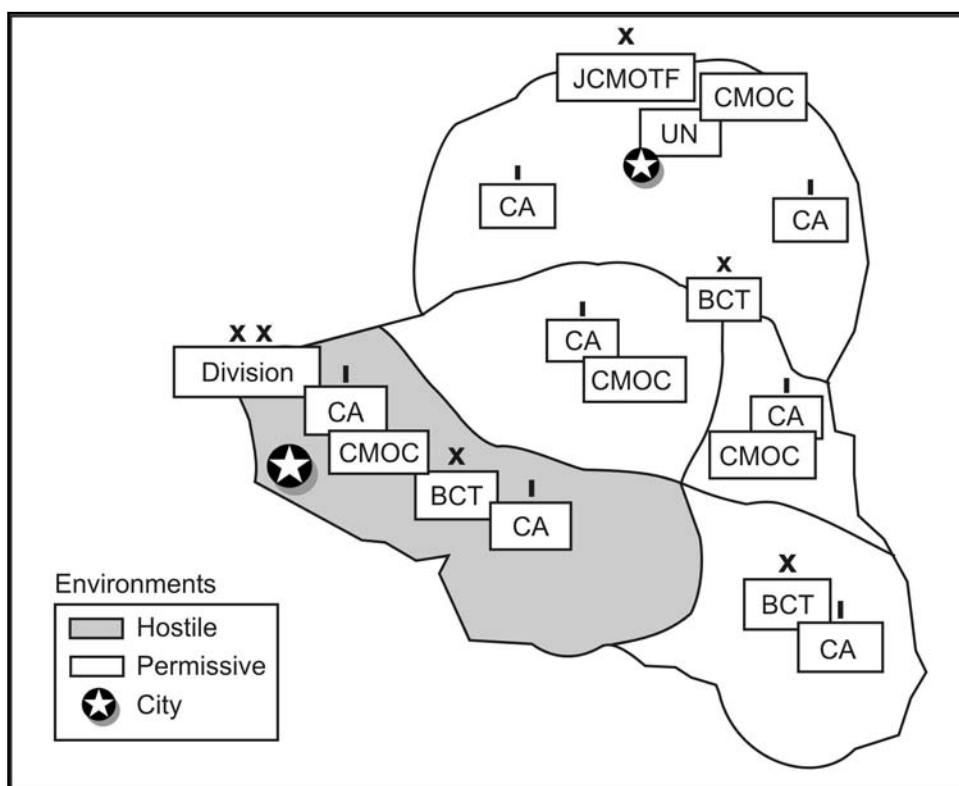 X
JCMOTF
CMOC
UN
I
CA
I
CA
X
BCT
I
CA
CMOC
X X
Division
I
CA
CMOC
I
CA
CMOC
X
BCT
I
CA
X
BCT
I
CA
Environments
Hostile
Permissive
City